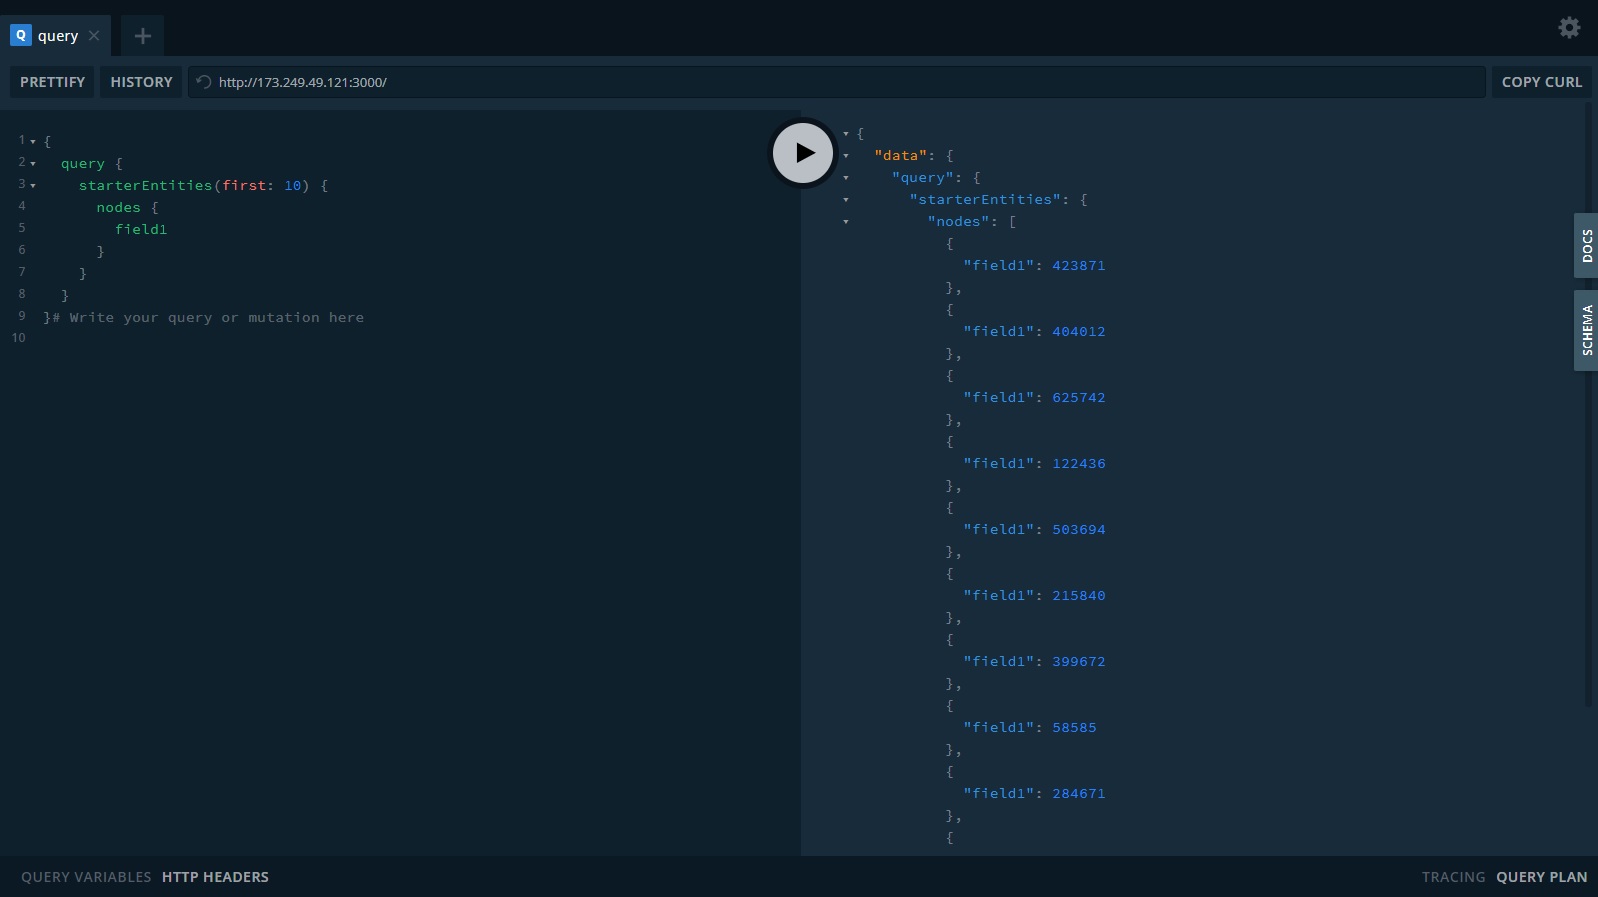 Q query
PRETTIFY HISTORY http://173.249.49.121:3000/ COPY CURL
1 {
2 query {
3 starterEntities(first: 10) {
4 nodes {
5 field1
6 }
7 }
8 }
9 }# Write your query or mutation here
10
{
"data": {
"query": {
"starterEntities": {
"nodes": [
{
"field1": 423871
},
{
"field1": 404012
},
{
"field1": 625742
},
{
"field1": 122436
},
{
"field1": 503694
},
{
"field1": 215840
},
{
"field1": 399672
},
{
"field1": 58585
},
{
"field1": 284671
},
{
DOCS
SCHEMA
QUERY VARIABLES HTTP HEADERS
TRACING QUERY PLAN